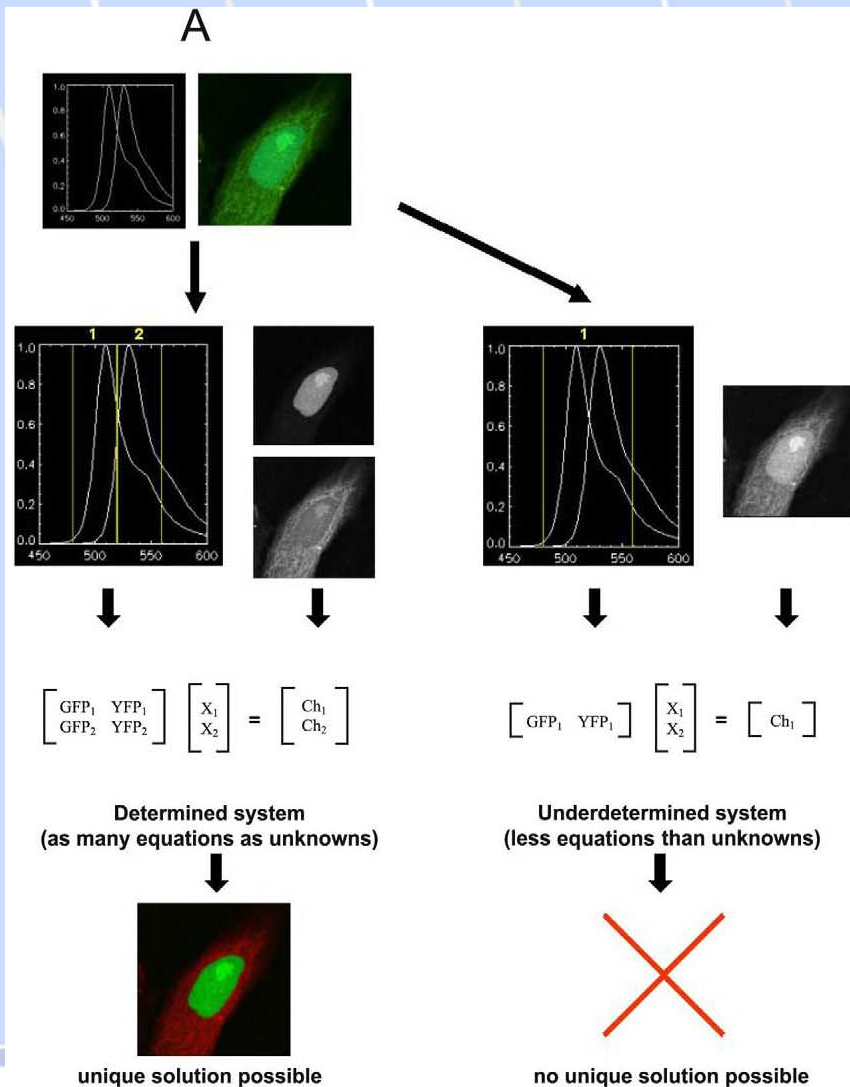 A
1.0
0.8
0.6
0.4
0.2
450 500 550 600
1 2
1.0
0.8
0.6
0.4
0.2
0.0
450 500 550 600
1
1.0
0.8
0.6
0.4
0.2
0.0
450 500 550 600
GFP₁ YFP₁
GFP₂ YFP₂
X₁
X₂
=
Ch₁
Ch₂
GFP₁ YFP₁
X₁
X₂
=
Ch₁
Determined system
(as many equations as unknowns)
Underdetermined system
(less equations than unknowns)
unique solution possible
no unique solution possible